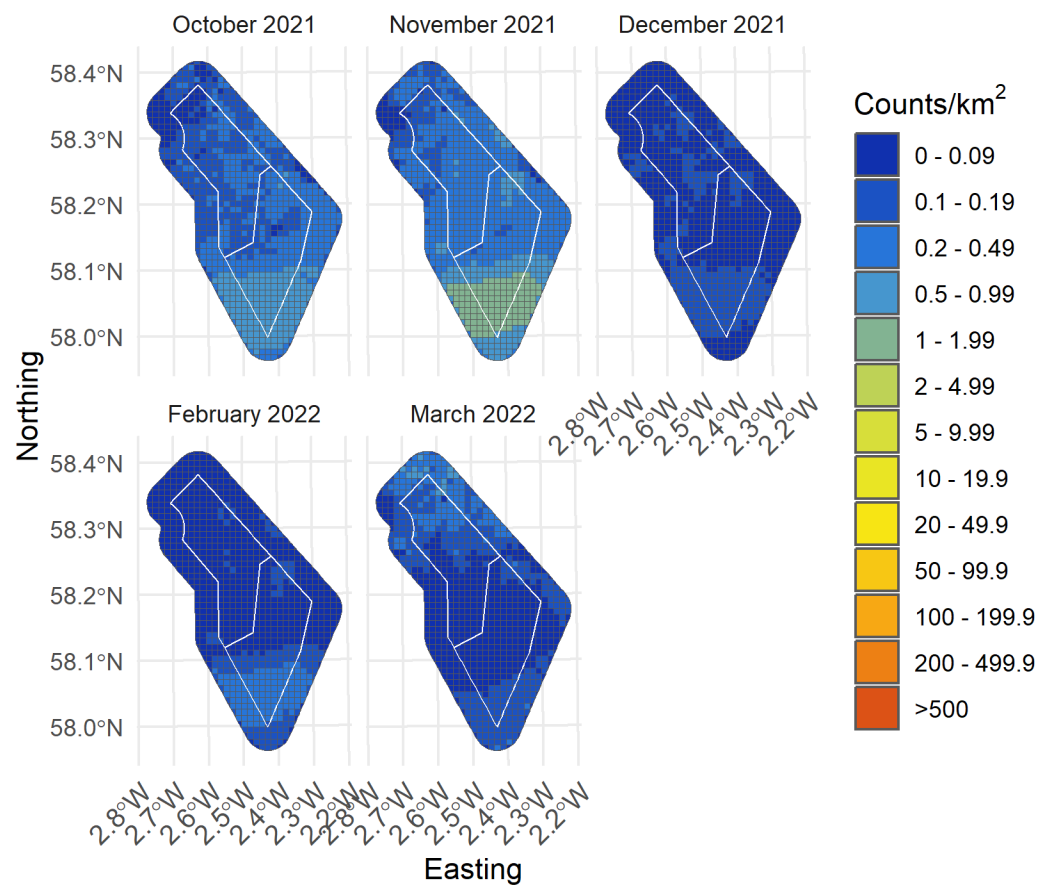 October 2021
November 2021
December 2021
58.4°N
58.3°N
58.2°N
58.1°N
58.0°N
2.8°W
2.7°W
2.6°W
2.5°W
2.4°W
2.3°W
2.2°W
February 2022
March 2022
58.4°N
58.3°N
58.2°N
58.1°N
58.0°N
2.8°W
2.7°W
2.6°W
2.5°W
2.4°W
2.3°W
2.2°W
2.8°W
2.7°W
2.6°W
2.5°W
2.4°W
2.3°W
2.2°W
Northing
Easting
Counts/km²
0 - 0.09
0.1 - 0.19
0.2 - 0.49
0.5 - 0.99
1 - 1.99
2 - 4.99
5 - 9.99
10 - 19.9
20 - 49.9
50 - 99.9
100 - 199.9
200 - 499.9
>500